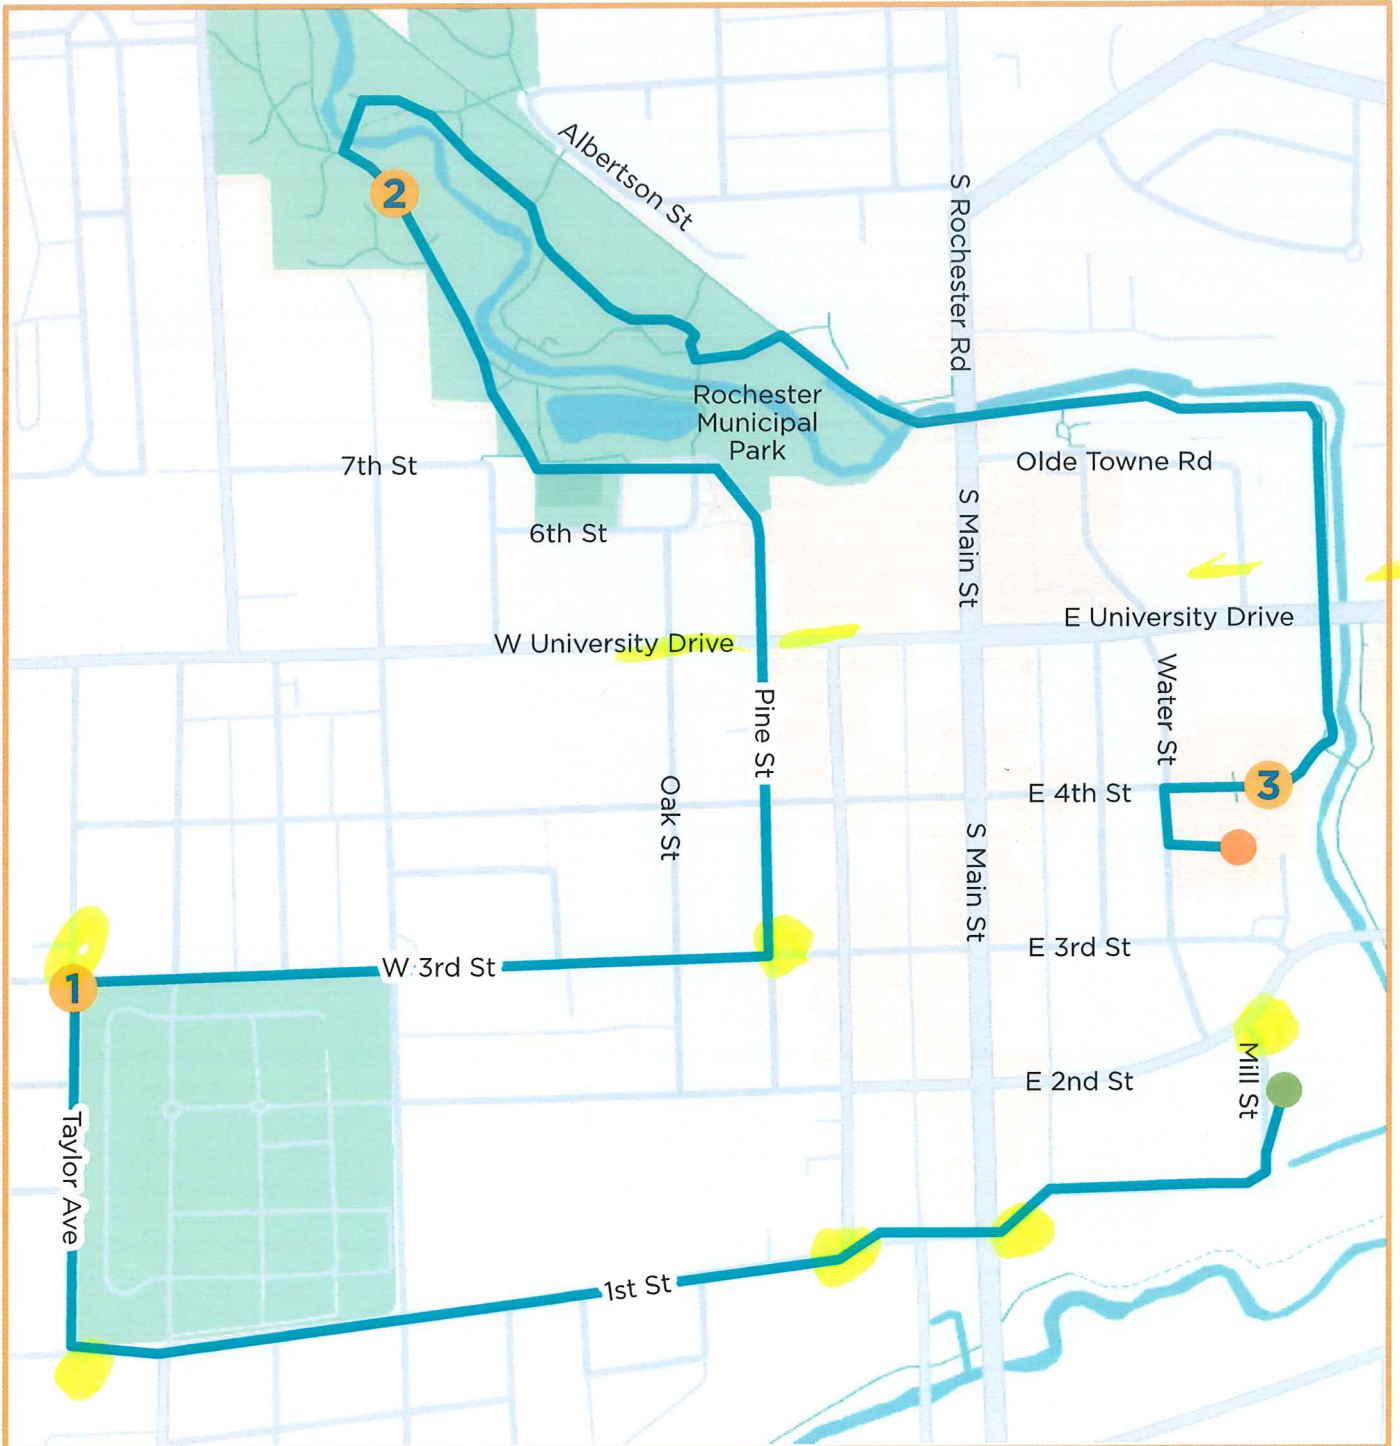 Albertson St
2
S Rochester Rd
Rochester
Municipal
Park
7th St
Olde Towne Rd
6th St
S Main St
E University Drive
W University Drive
Water St
Pine St
3
E 4th St
Oak St
S Main St
E 3rd St
W 3rd St
1
Mill St
E 2nd St
Taylor Ave
1st St